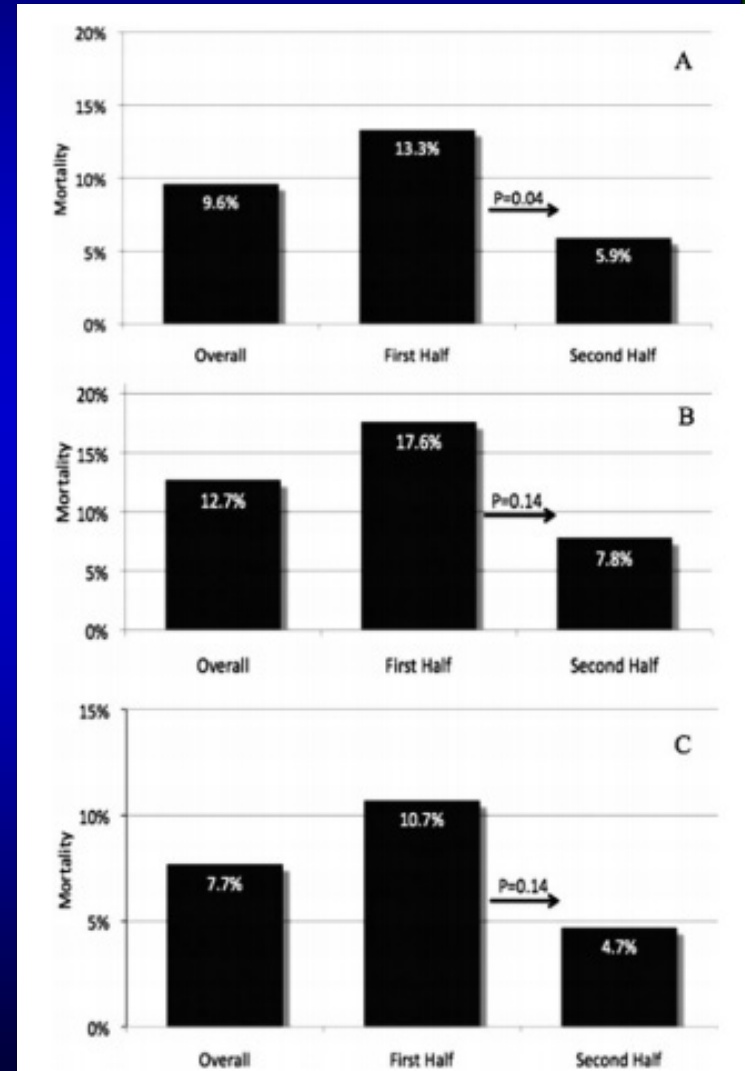 A
Mortality
20%
15%
10%
5%
0%
9.6%
13.3%
P=0.04
5.9%
Overall First Half Second Half
B
Mortality
20%
15%
10%
5%
0%
12.7%
17.6%
P=0.14
7.8%
Overall First Half Second Half
C
Mortality
15%
10%
5%
0%
7.7%
10.7%
P=0.14
4.7%
Overall First Half Second Half